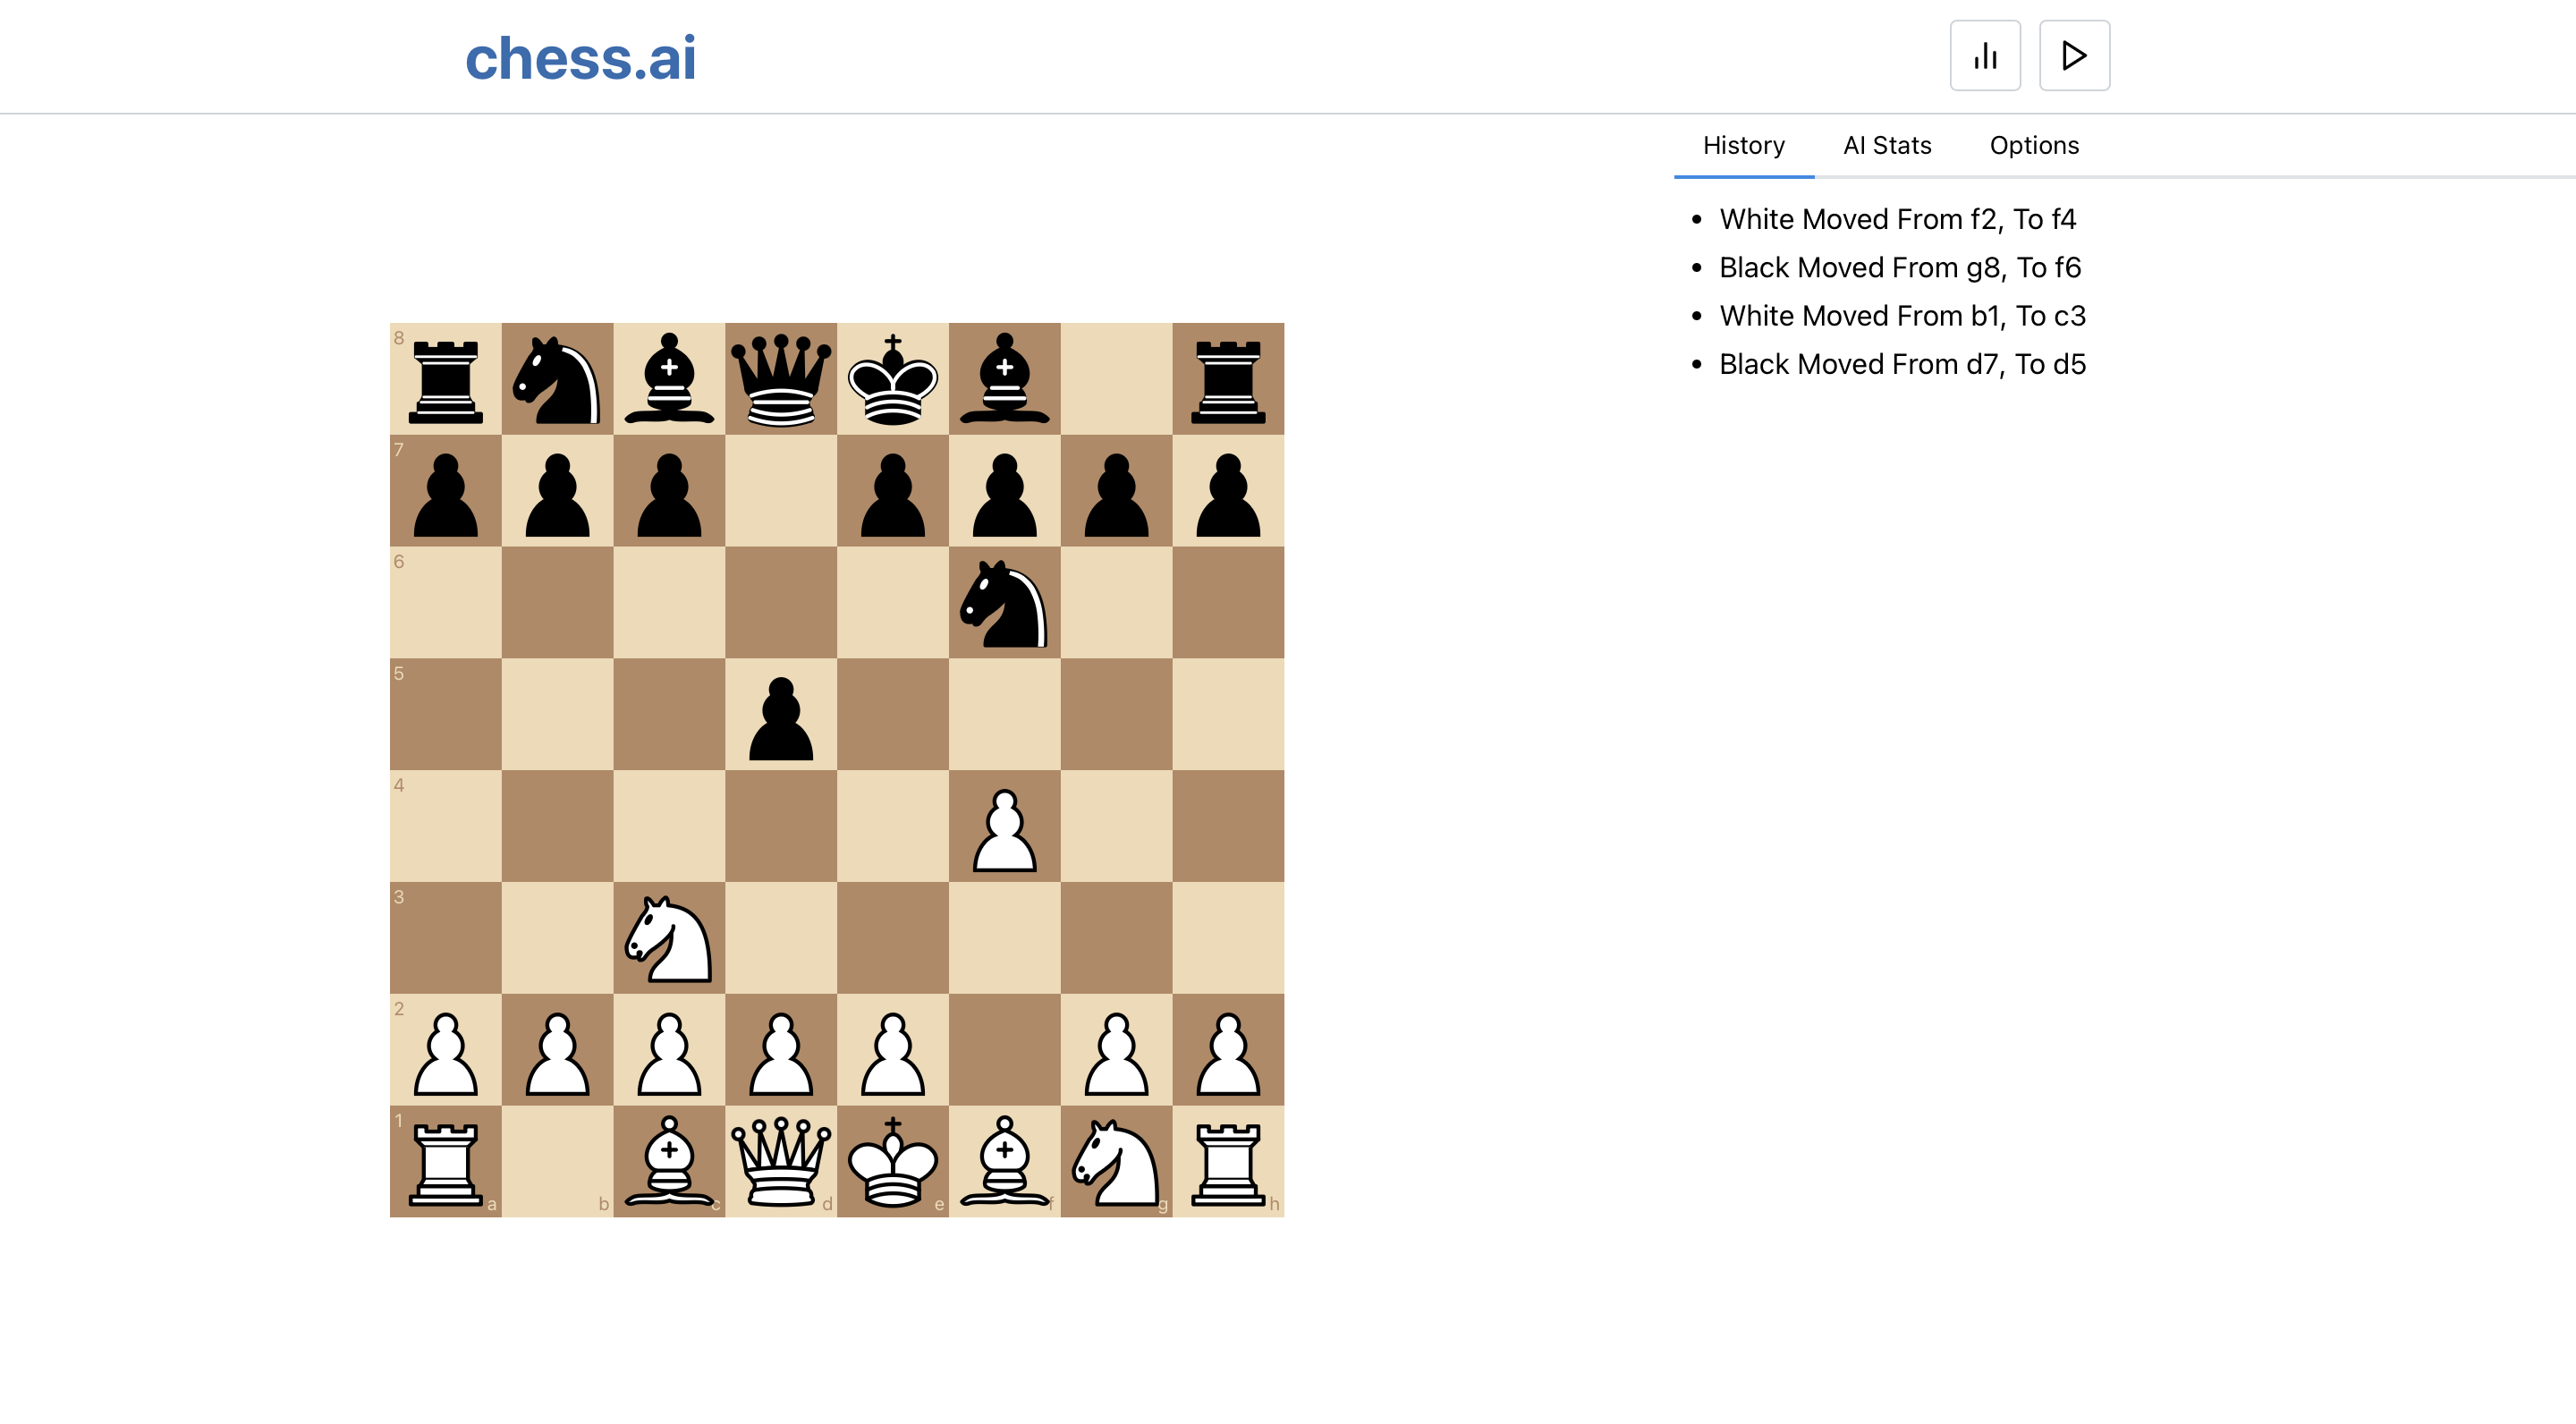 chess.ai
History AI Stats Options
White Moved From f2, To f4
Black Moved From g8, To f6
White Moved From b1, To c3
Black Moved From d7, To d5
8
7
6
5
4
3
2
1
a b c d e f g h